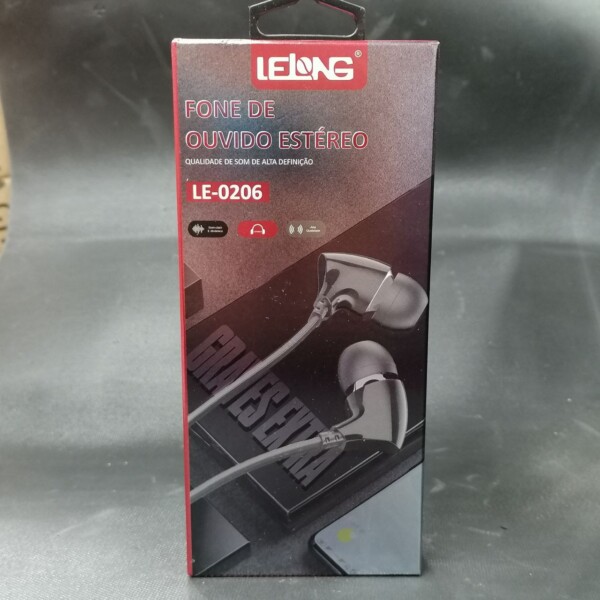 LELONG®
FONE DE
OUVIDO ESTÉREO
QUALIDADE DE SOM DE ALTA DEFINIÇÃO
LE-0206
GRAVES EXTRA